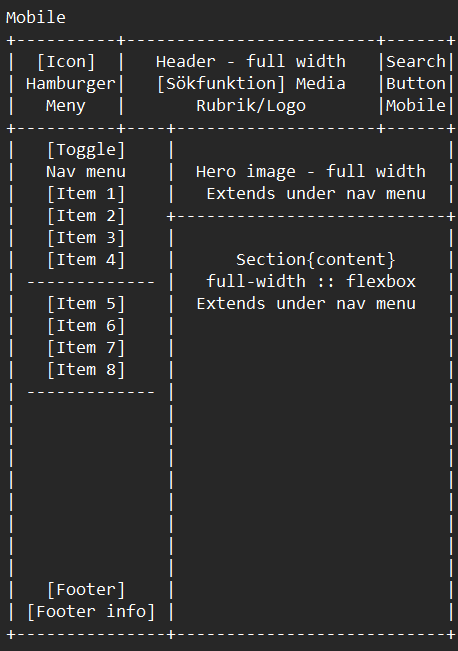 Mobile
+----------+-------------------------+------+
|  [Icon]  |   Header - full width   |Search|
| Hamburger|   [Sökfunktion] Media   |Button|
|   Meny   |       Rubrik/Logo       |Mobile|
+----------+----+--------------------+------+
|   [Toggle]    |                           |
|   Nav menu    |  Hero image - full width  |
|   [Item 1]    |   Extends under nav menu  |
|   [Item 2]    +---------------------------+
|   [Item 3]    |                           |
|   [Item 4]    |      Section{content}     |
| ------------- |   full-width :: flexbox   |
|   [Item 5]    |  Extends under nav menu   |
|   [Item 6]    |                           |
|   [Item 7]    |                           |
|   [Item 8]    |                           |
| ------------- |                           |
|               |                           |
|               |                           |
|               |                           |
|               |                           |
|               |                           |
|               |                           |
|               |                           |
|               |                           |
|   [Footer]    |                           |
| [Footer info] |                           |
+---------------+---------------------------+